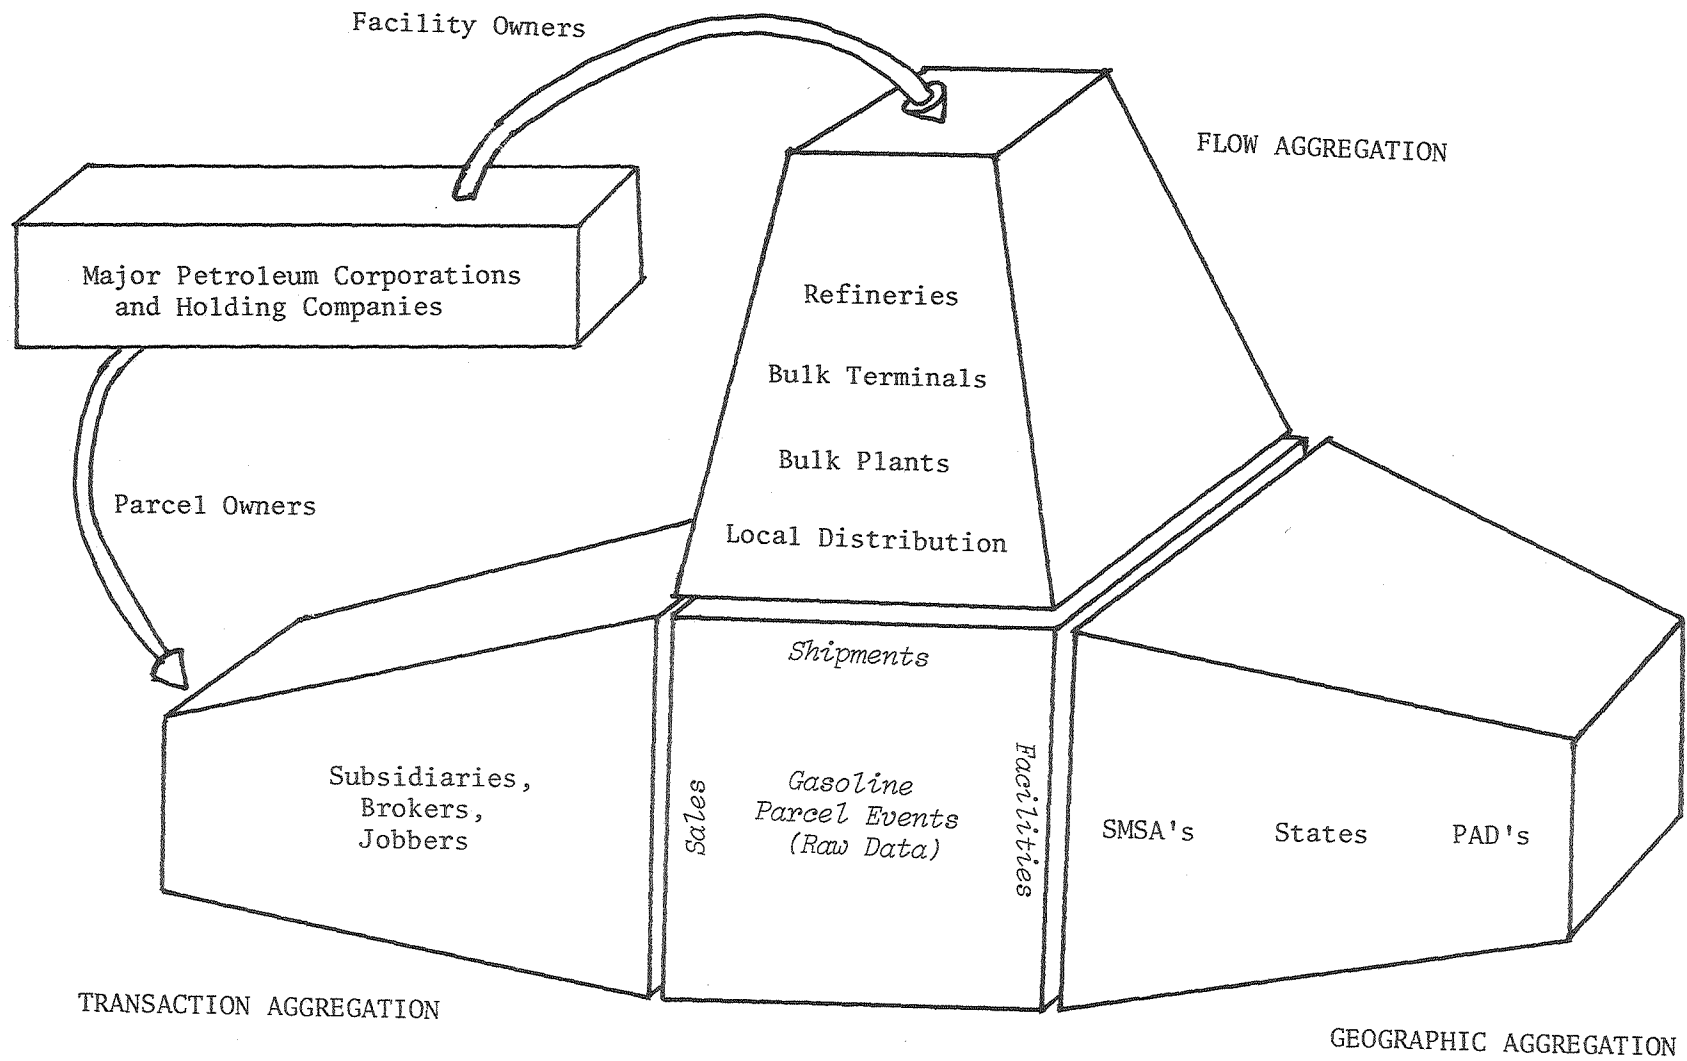 Facility Owners
FLOW AGGREGATION
Major Petroleum Corporations
and Holding Companies
Refineries
Bulk Terminals
Bulk Plants
Local Distribution
Parcel Owners
Shipments
Subsidiaries,
Brokers,
Jobbers
Sales
Gasoline
Parcel Events
(Raw Data)
Facilities
SMSA's States PAD's
TRANSACTION AGGREGATION
GEOGRAPHIC AGGREGATION